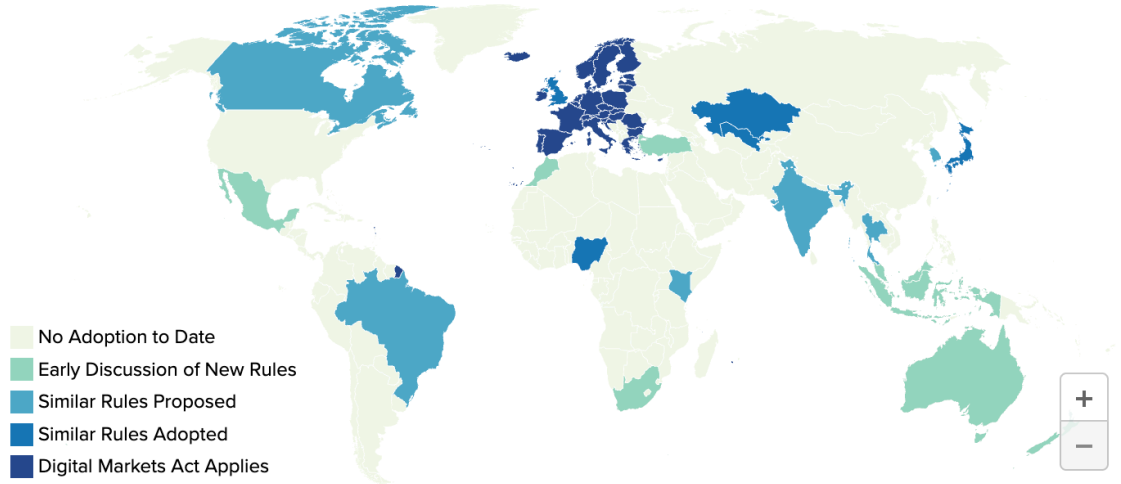 No Adoption to Date
Early Discussion of New Rules
Similar Rules Proposed
Similar Rules Adopted
Digital Markets Act Applies
+
−